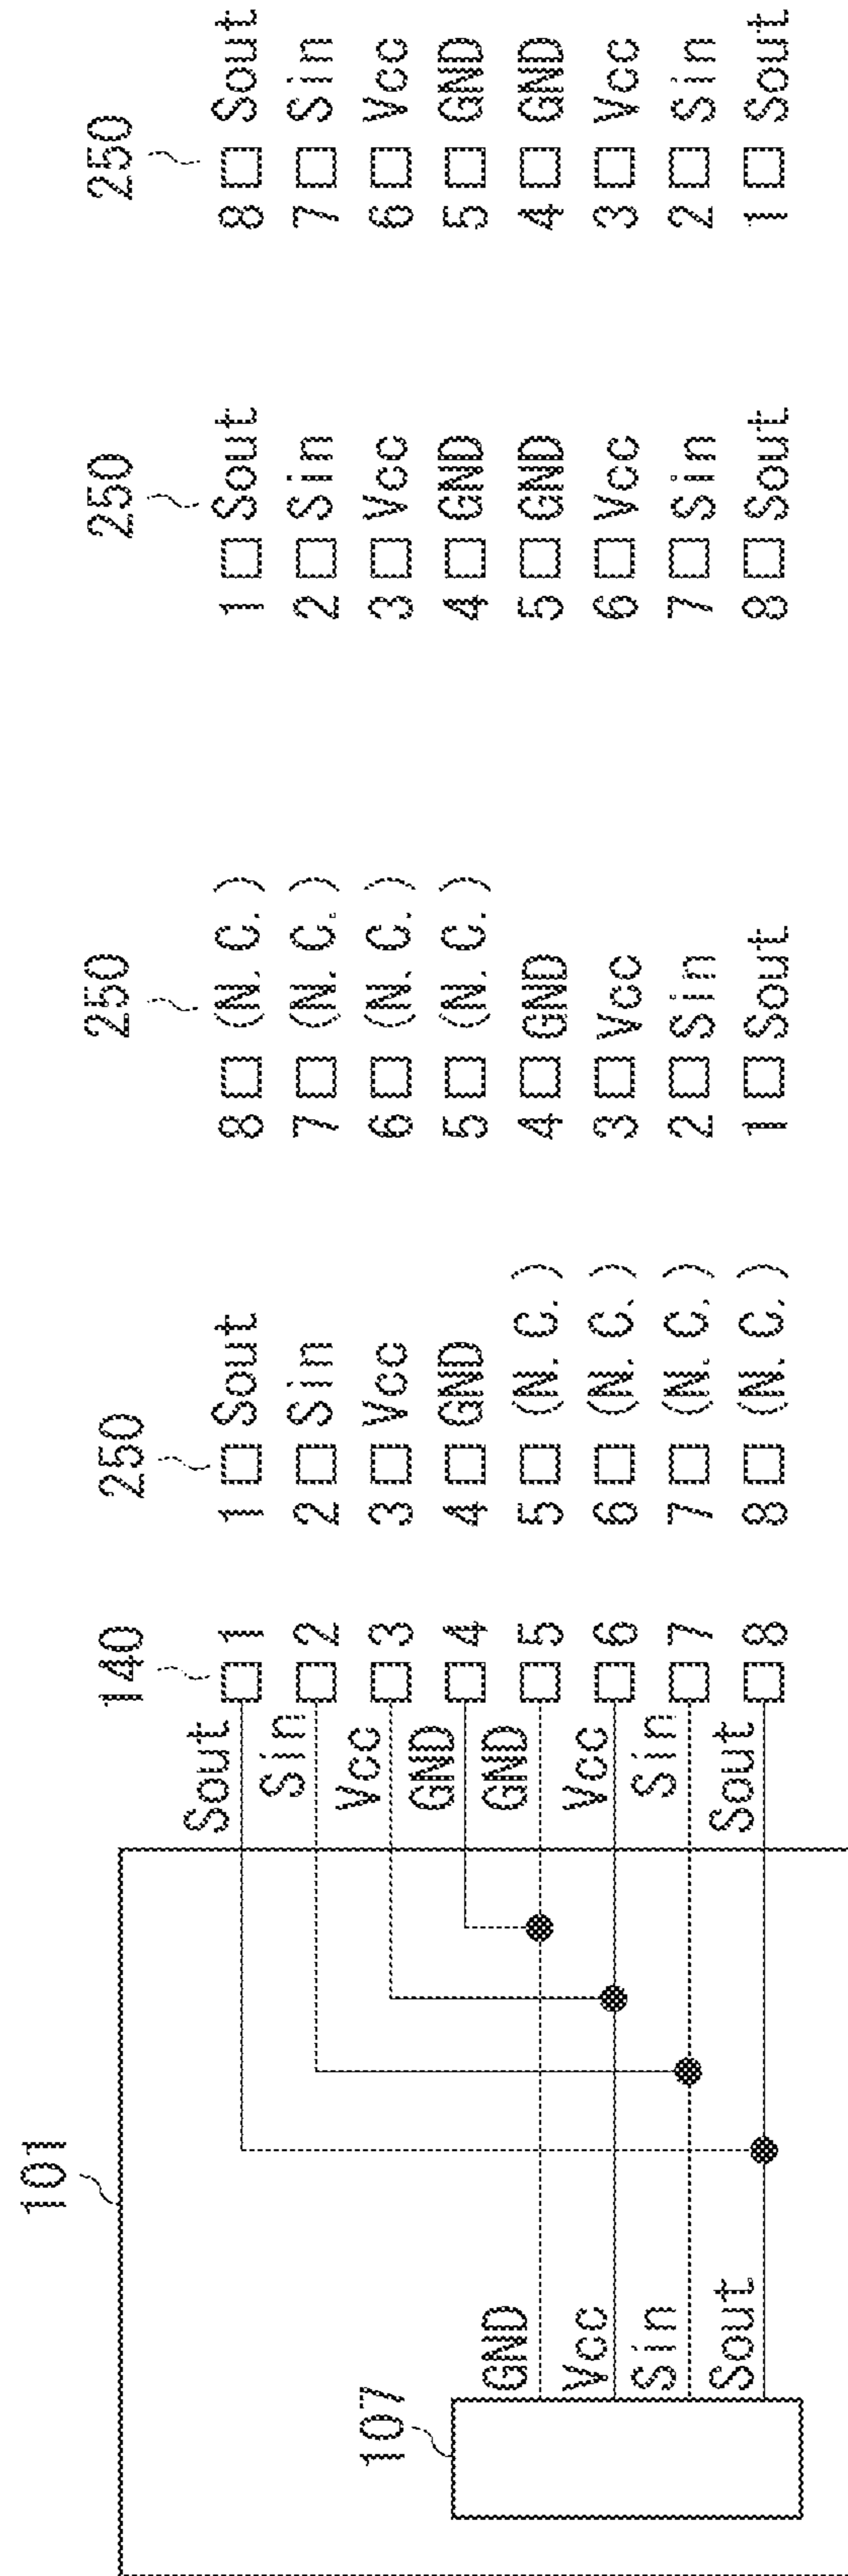 101
107
GND
Vcc
Sin
Sout
140
Sout 1
Sin 2
Vcc 3
GND 4
GND 5
Vcc 6
Sin 7
Sout 8
250
1 Sout
2 Sin
3 Vcc
4 GND
5 (N. C. )
6 (N. C. )
7 (N. C. )
8 (N. C. )
250
8 (N. C. )
7 (N. C. )
6 (N. C. )
5 (N. C. )
4 GND
3 Vcc
2 Sin
1 Sout
250
1 Sout
2 Sin
3 Vcc
4 GND
5 GND
6 Vcc
7 Sin
8 Sout
250
8 Sout
7 Sin
6 Vcc
5 GND
4 GND
3 Vcc
2 Sin
1 Sout